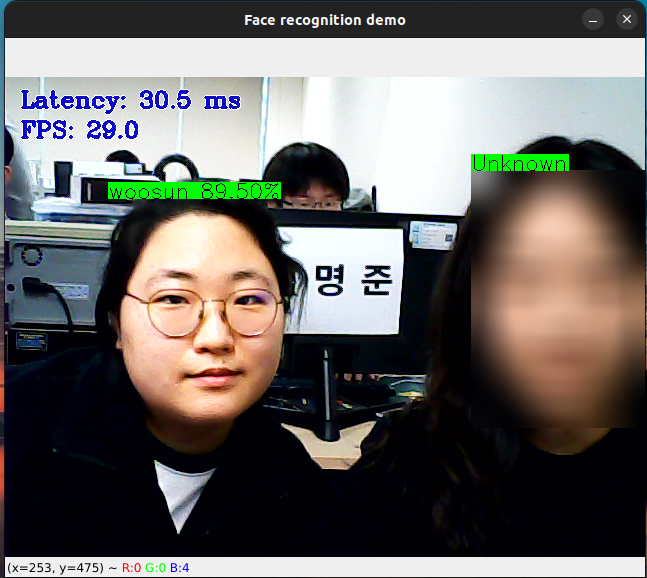 Face recognition demo
Latency: 30.5 ms
FPS: 29.0
Unknown
woosun 89.50%
명 준
(x=253, y=475) ~ R:0 G:0 B:4